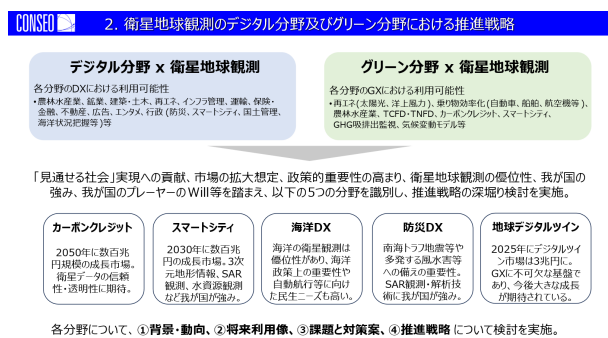 CONSEO
2. 衛星地球観測のデジタル分野及びグリーン分野における推進戦略
デジタル分野 x 衛星地球観測
各分野のDXにおける利用可能性
・農林水産業、鉱業、建築・土木、再エネ、インフラ管理、運輸、保険・
金融、不動産、広告、エンタメ、行政(防災、スマートシティ、国土管理、
海洋状況把握等)等
グリーン分野 x 衛星地球観測
各分野のGXにおける利用可能性
・再エネ(太陽光、洋上風力)、乗り物効率化(自動車、船舶、航空機等)、
農林水産業、TCFD・TNFD、カーボンクレジット、スマートシティ、
GHG吸排出監視、気候変動モデル等
「見通せる社会」実現への貢献、市場の拡大想定、政策的重要性の高まり、衛星地球観測の優位性、我が国の
強み、我が国のプレーヤーのWill等を踏まえ、以下の5つの分野を識別し、推進戦略の深堀り検討を実施。
カーボンクレジット
2050年に数百兆
円規模の成長市場。
衛星データの信頼
性・透明性に期待。
スマートシティ
2030年に数百兆
円の成長市場。3次
元地形情報、SAR
観測、水資源観測
など我が国が強み。
海洋DX
海洋の衛星観測は
優位性があり、海洋
政策上の重要性や
自動航行等に向け
た民生ニーズも高い。
防災DX
南海トラフ地震等や
多発する風水害等
への備えの重要性。
SAR観測・解析技
術に我が国が強み。
地球デジタルツイン
2025年にデジタルツイ
ン市場は3兆円に。
GXに不可欠な基盤で
あり、今後大きな成長
が期待されている。
各分野について、①背景・動向、②将来利用像、③課題と対策案、④推進戦略 について検討を実施。